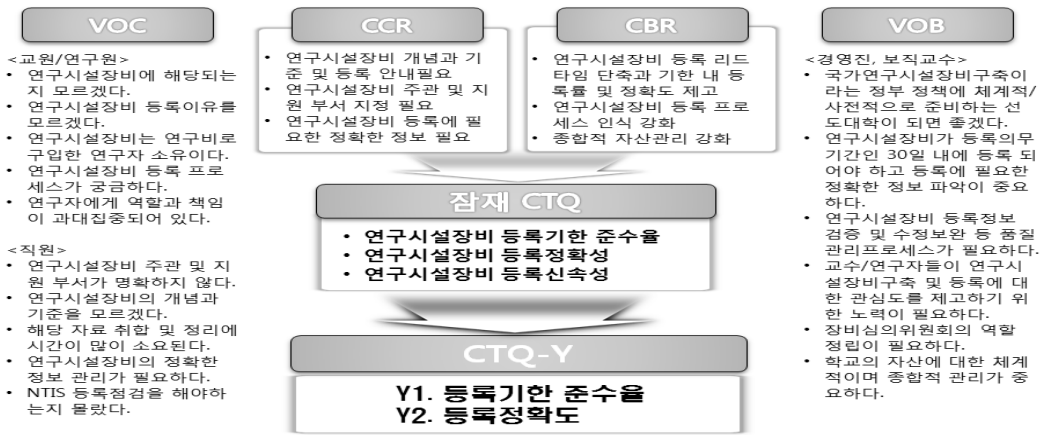 VOC
<교원/연구원>
• 연구시설장비에 해당되는
지 모르겠다.
• 연구시설장비 등록이유를
모르겠다.
• 연구시설장비는 연구비로
구입한 연구자 소유이다.
• 연구시설장비 등록 프로
세스가 궁금하다.
• 연구자에게 역할과 책임
이 과대집중되어 있다.
<직원>
• 연구시설장비 주관 및 지
원 부서가 명확하지 않다.
• 연구시설장비의 개념과
기준을 모르겠다.
• 해당 자료 취합 및 정리에
시간이 많이 소요된다.
• 연구시설장비의 정확한
정보 관리가 필요하다.
• NTIS 등록점검을 해야하
는지 몰랐다.
CCR
• 연구시설장비 개념과 기
준 및 등록 안내필요
• 연구시설장비 주관 및 지
원 부서 지정 필요
• 연구시설장비 등록에 필
요한 정확한 정보 필요
CBR
• 연구시설장비 등록 리드
타임 단축과 기한 내 등
록률 및 정확도 제고
• 연구시설장비 등록 프로
세스 인식 강화
• 종합적 자산관리 강화
잠재 CTQ
• 연구시설장비 등록기한 준수율
• 연구시설장비 등록정확성
• 연구시설장비 등록신속성
CTQ-Y
Y1. 등록기한 준수율
Y2. 등록정확도
VOB
<경영진, 보직교수>
• 국가연구시설장비구축이
라는 정부 정책에 체계적/
사전적으로 준비하는 선
도대학이 되면 좋겠다.
• 연구시설장비가 등록의무
기간인 30일 내에 등록 되
어야 하고 등록에 필요한
정확한 정보 파악이 중요
하다.
• 연구시설장비 등록정보
검증 및 수정보완 등 품질
관리프로세스가 필요하다.
• 교수/연구자들이 연구시
설장비구축 및 등록에 대
한 관심도를 제고하기 위
한 노력이 필요하다.
• 장비심의위원회의 역할
정립이 필요하다.
• 학교의 자산에 대한 체계
적이며 종합적 관리가 중
요하다.